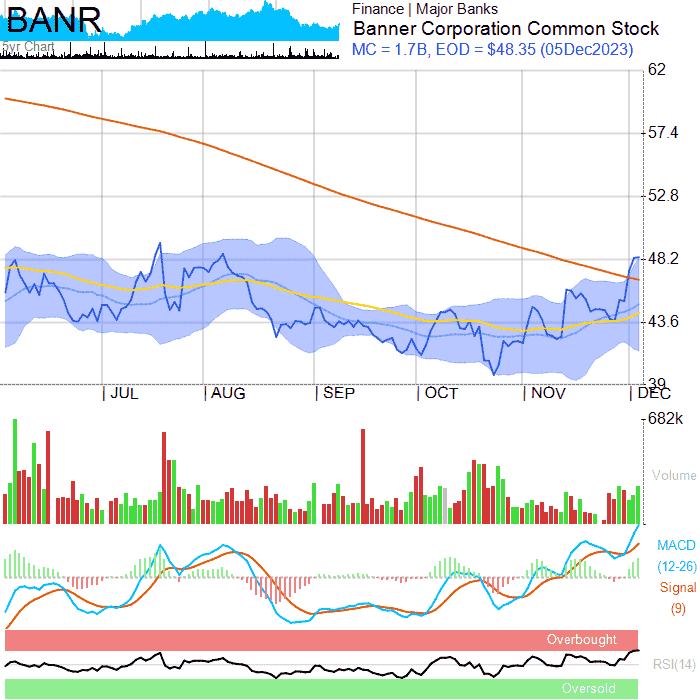 BANR
5yr Chart
Finance | Major Banks
Banner Corporation Common Stock
MC = 1.7B, EOD = $48.35 (05Dec2023)
62
57.4
52.8
48.2
43.6
39
| JUL | AUG | SEP | OCT | NOV | DEC
682k
Volume
MACD
(12-26)
Signal
(9)
Overbought
RSI(14)
Oversold